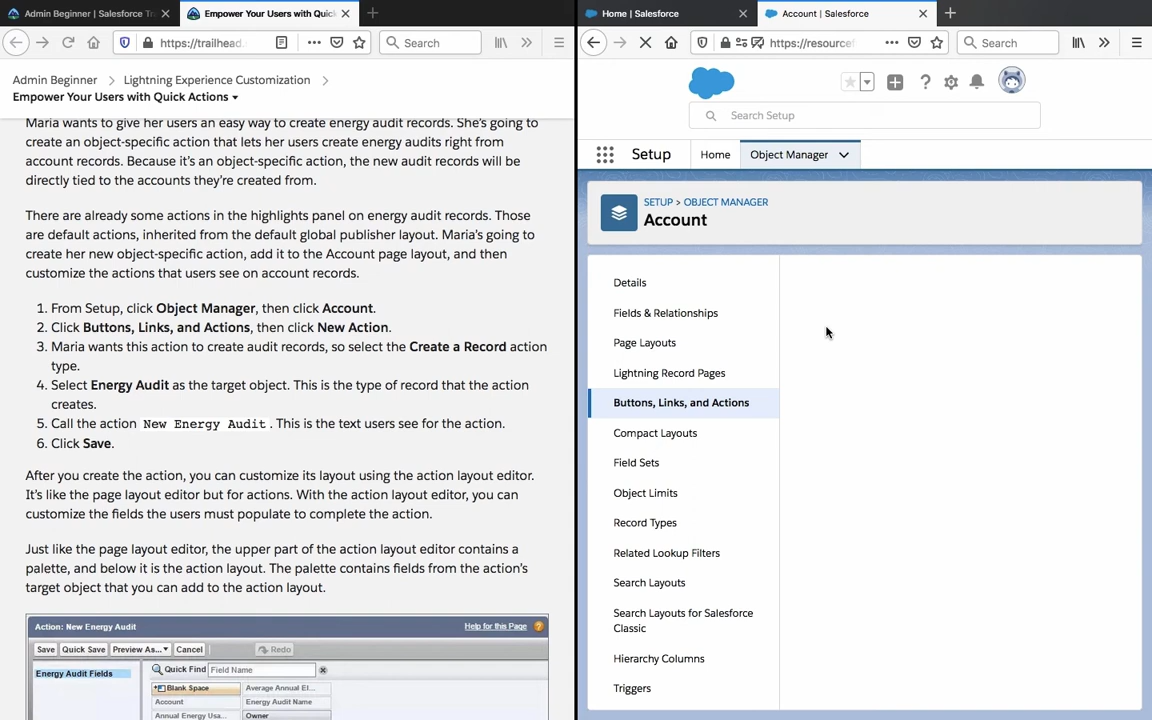 Admin Beginner | Salesforce Tr
Empower Your Users with Quick
Home | Salesforce
Account | Salesforce
https://trailhead.
Search
https://resourcef
Search
Admin Beginner > Lightning Experience Customization >
Empower Your Users with Quick Actions
Maria wants to give her users an easy way to create energy audit records. She's going to
create an object-specific action that lets her users create energy audits right from
account records. Because it's an object-specific action, the new audit records will be
directly tied to the accounts they're created from.
There are already some actions in the highlights panel on energy audit records. Those
are default actions, inherited from the default global publisher layout. Maria's going to
create her new object-specific action, add it to the Account page layout, and then
customize the actions that users see on account records.
1. From Setup, click Object Manager, then click Account.
2. Click Buttons, Links, and Actions, then click New Action.
3. Maria wants this action to create audit records, so select the Create a Record action
type.
4. Select Energy Audit as the target object. This is the type of record that the action
creates.
5. Call the action New Energy Audit. This is the text users see for the action.
6. Click Save.
After you create the action, you can customize its layout using the action layout editor.
It's like the page layout editor but for actions. With the action layout editor, you can
customize the fields the users must populate to complete the action.
Just like the page layout editor, the upper part of the action layout editor contains a
palette, and below it is the action layout. The palette contains fields from the action's
target object that you can add to the action layout.
Action: New Energy Audit
Help for this Page
Save
Quick Save
Preview As...
Cancel
Redo
Energy Audit Fields
Quick Find
Field Name
Blank Space
Average Annual El...
Account
Energy Audit Name
Annual Energy Usa...
Owner
Search Setup
Setup
Home
Object Manager
SETUP > OBJECT MANAGER
Account
Details
Fields & Relationships
Page Layouts
Lightning Record Pages
Buttons, Links, and Actions
Compact Layouts
Field Sets
Object Limits
Record Types
Related Lookup Filters
Search Layouts
Search Layouts for Salesforce
Classic
Hierarchy Columns
Triggers